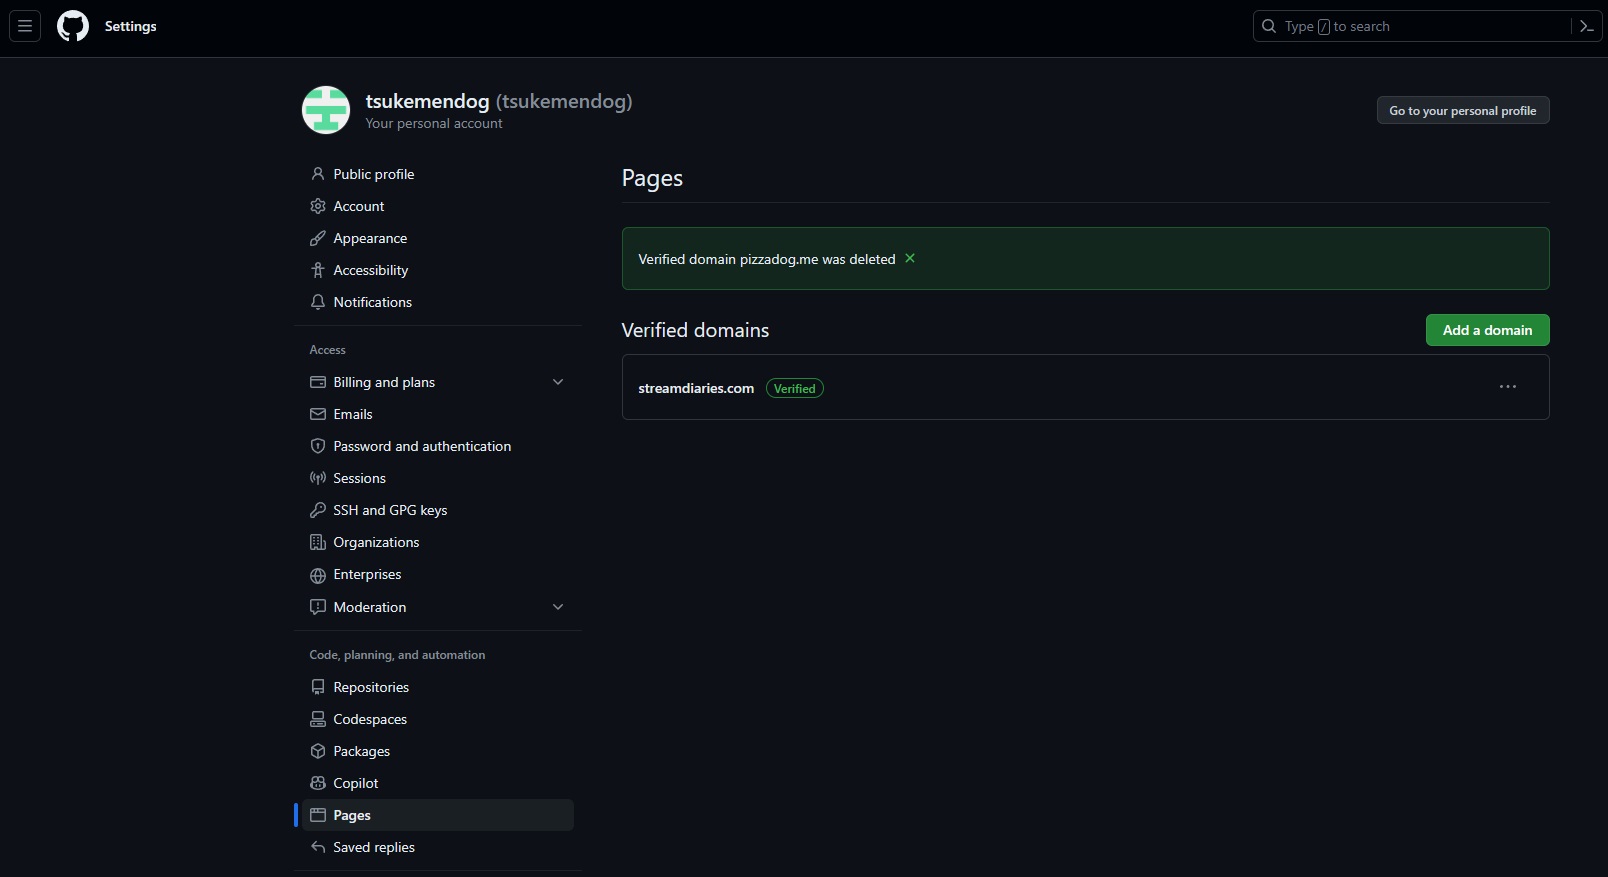 Settings
Type / to search
tsukemendog (tsukemendog)
Your personal account
Go to your personal profile
Public profile
Account
Appearance
Accessibility
Notifications
Access
Billing and plans
Emails
Password and authentication
Sessions
SSH and GPG keys
Organizations
Enterprises
Moderation
Code, planning, and automation
Repositories
Codespaces
Packages
Copilot
Pages
Saved replies
Pages
Verified domain pizzadog.me was deleted
Verified domains
Add a domain
streamdiaries.com Verified